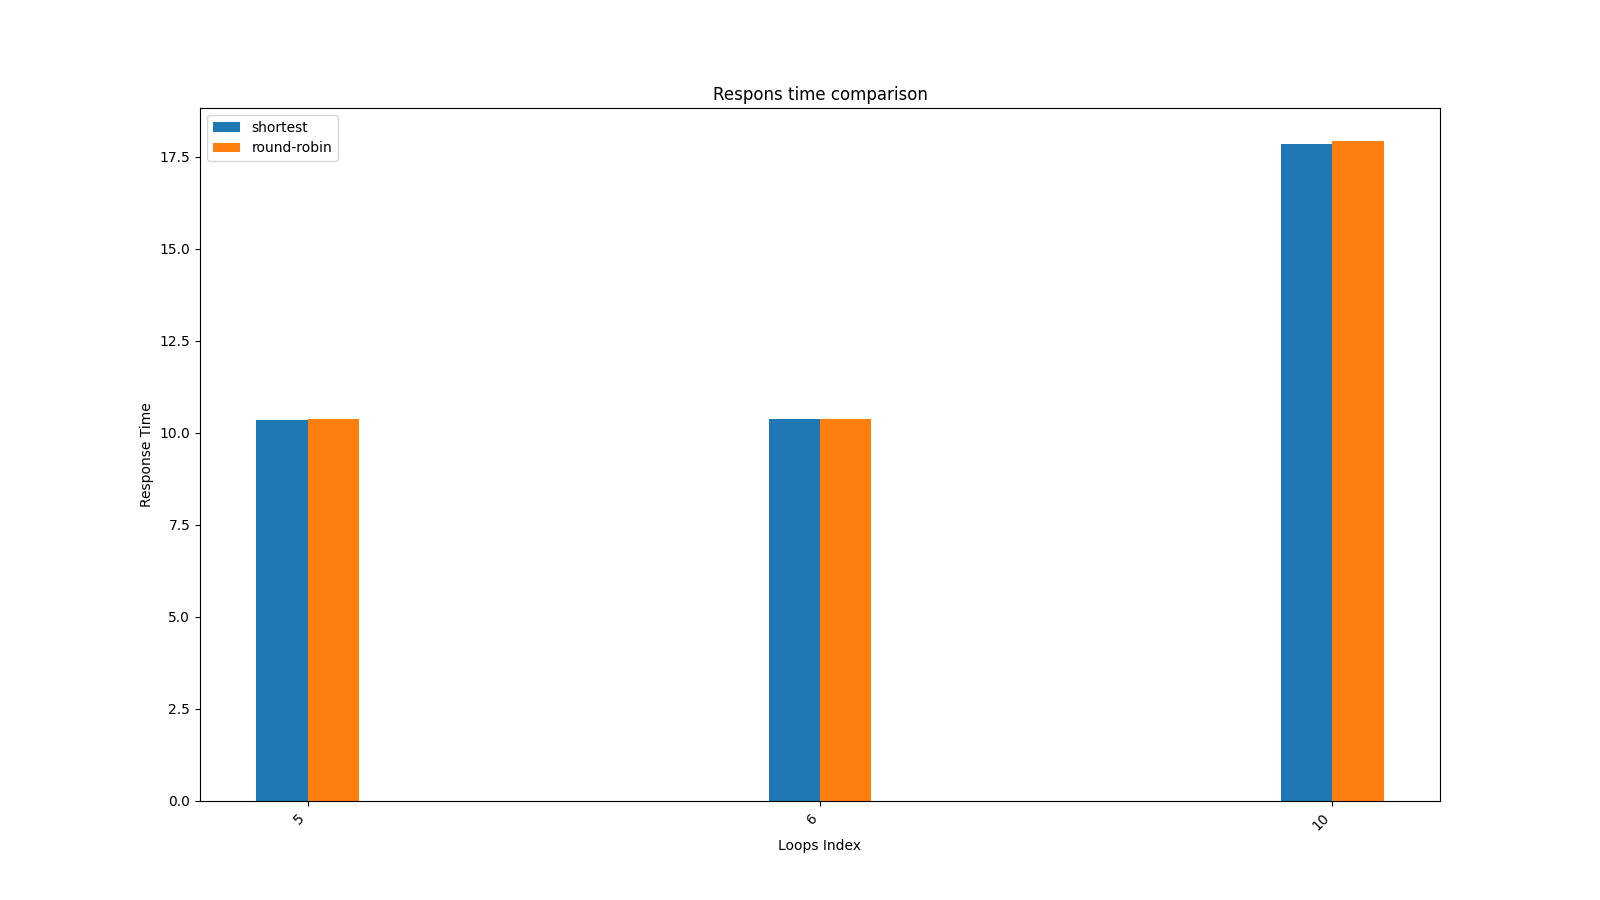 Respons time comparison
shortest
round-robin
17.5
15.0
12.5
10.0
7.5
5.0
2.5
0.0
Response Time
5
6
10
Loops Index